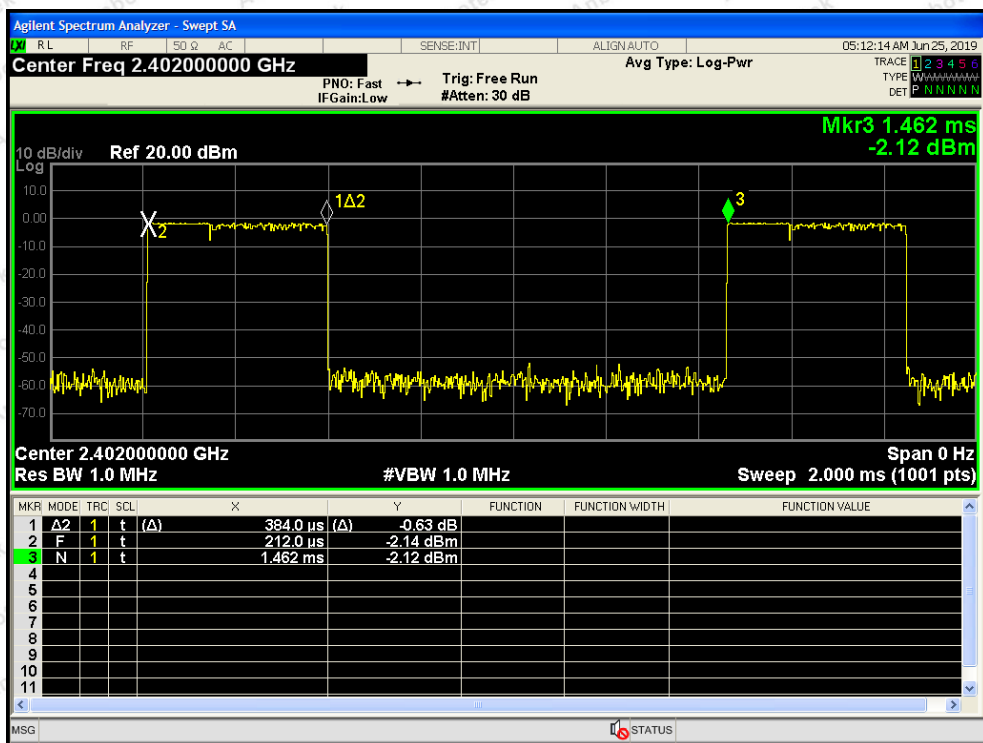 Agilent Spectrum Analyzer - Swept SA
LXI RL RF 50 Ω AC SENSE:INT ALIGN AUTO 05:12:14 AM Jun 25, 2019
Center Freq 2.402000000 GHz
PNO: Fast
IFGain:Low
Trig: Free Run
#Atten: 30 dB
Avg Type: Log-Pwr
TRACE 1 2 3 4 5 6
TYPE WWWWWW
DET P N N N N N
Mkr3 1.462 ms
-2.12 dBm
10 dB/div Ref 20.00 dBm
Log
10.0
0.00
-10.0
-20.0
-30.0
-40.0
-50.0
-60.0
-70.0
2
1Δ2
3
Center 2.402000000 GHz Span 0 Hz
Res BW 1.0 MHz #VBW 1.0 MHz Sweep 2.000 ms (1001 pts)
MKR MODE TRC SCL X Y FUNCTION FUNCTION WIDTH FUNCTION VALUE
1 Δ2 1 t (Δ) 384.0 µs (Δ) -0.63 dB
2 F 1 t 212.0 µs -2.14 dBm
3 N 1 t 1.462 ms -2.12 dBm
4
5
6
7
8
9
10
11
MSG STATUS